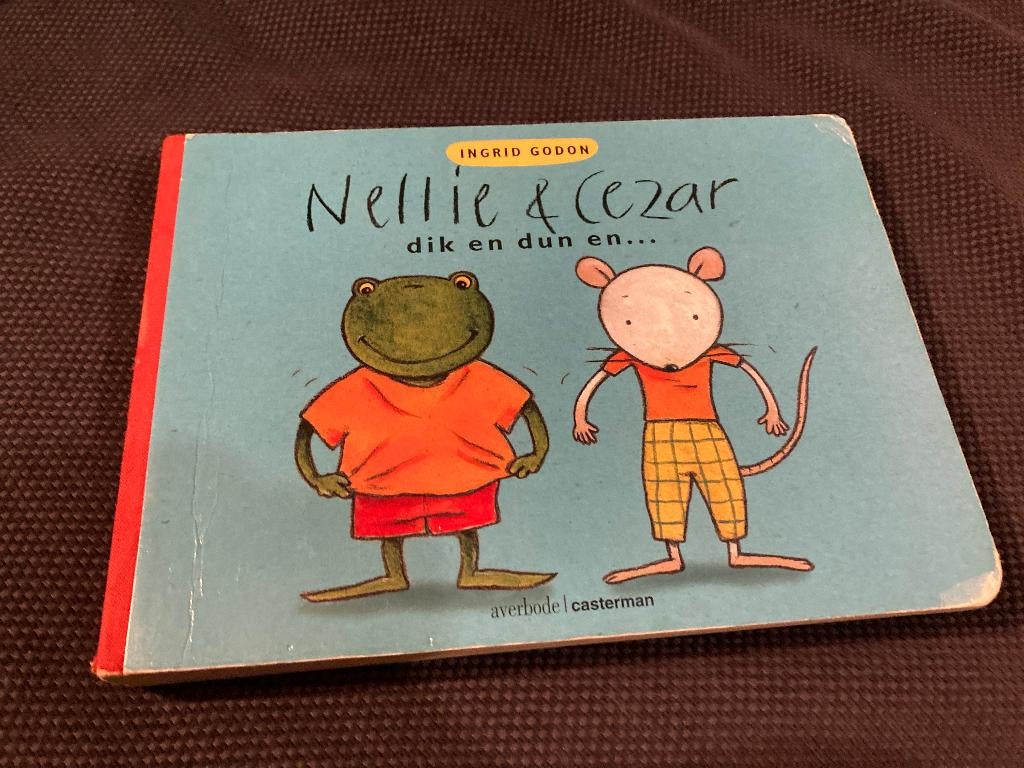 INGRID GODON
Nellie & Cezar
dik en dun en...
averbode | casterman